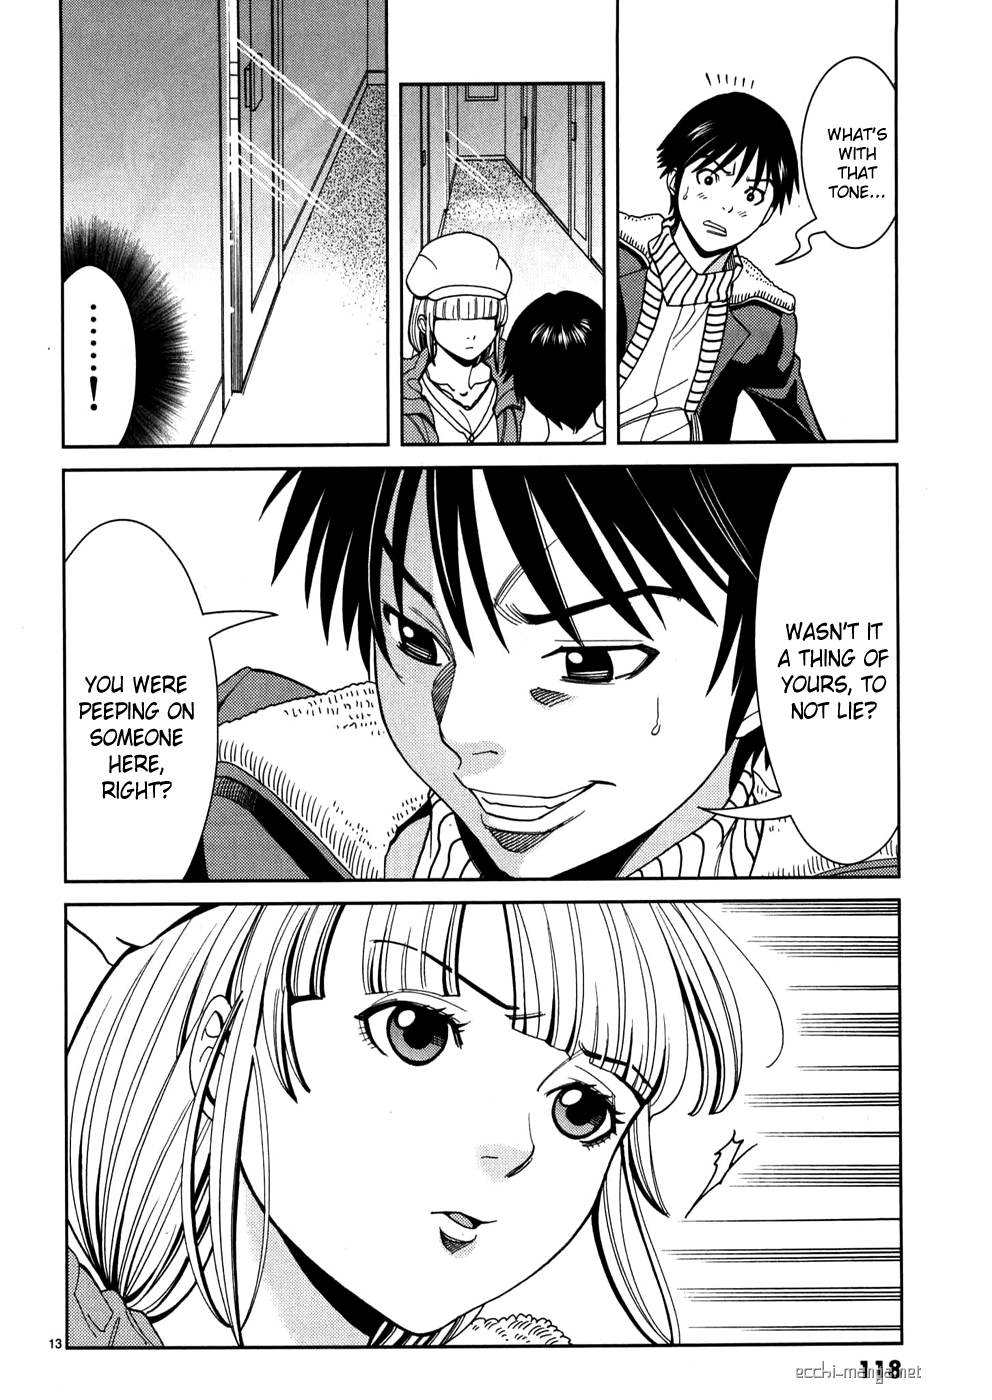 WHAT'S
WITH
THAT
TONE...
.......!
WASN'T IT
A THING OF
YOURS, TO
NOT LIE?
YOU WERE
PEEPING ON
SOMEONE
HERE,
RIGHT?
13
118
ecchi-manga.net